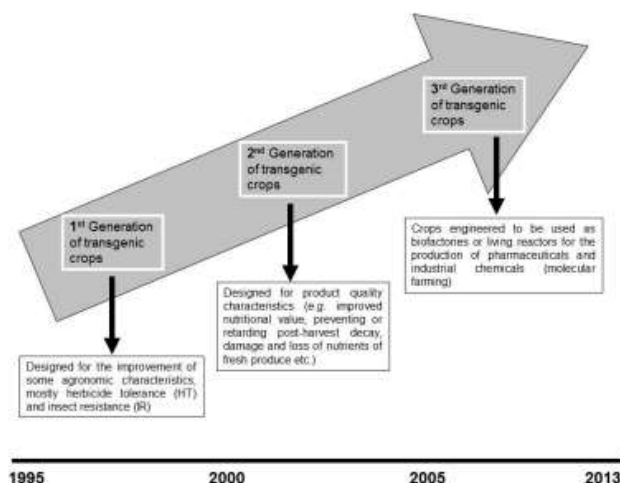 3rd Generation
of transgenic
crops
2nd Generation
of transgenic
crops
1st Generation
of transgenic
crops
Crops engineered to be used as
biofactories or living reactors for the
production of pharmaceuticals and
industrial chemicals (molecular
farming)
Designed for product quality
characteristics (e.g. improved
nutritional value, preventing or
retarding post-harvest decay,
damage and loss of nutrients of
fresh produce etc.)
Designed for the improvement of
some agronomic characteristics,
mostly herbicide tolerance (HT)
and insect resistance (IR)
1995 2000 2005 2013